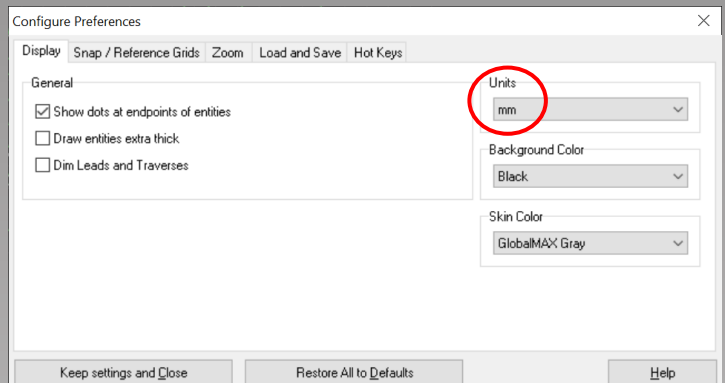 Configure Preferences
Display Snap / Reference Grids Zoom Load and Save Hot Keys
General
Show dots at endpoints of entities
Draw entities extra thick
Dim Leads and Traverses
Units
mm
Background Color
Black
Skin Color
GlobalMAX Gray
Keep settings and Close Restore All to Defaults Help